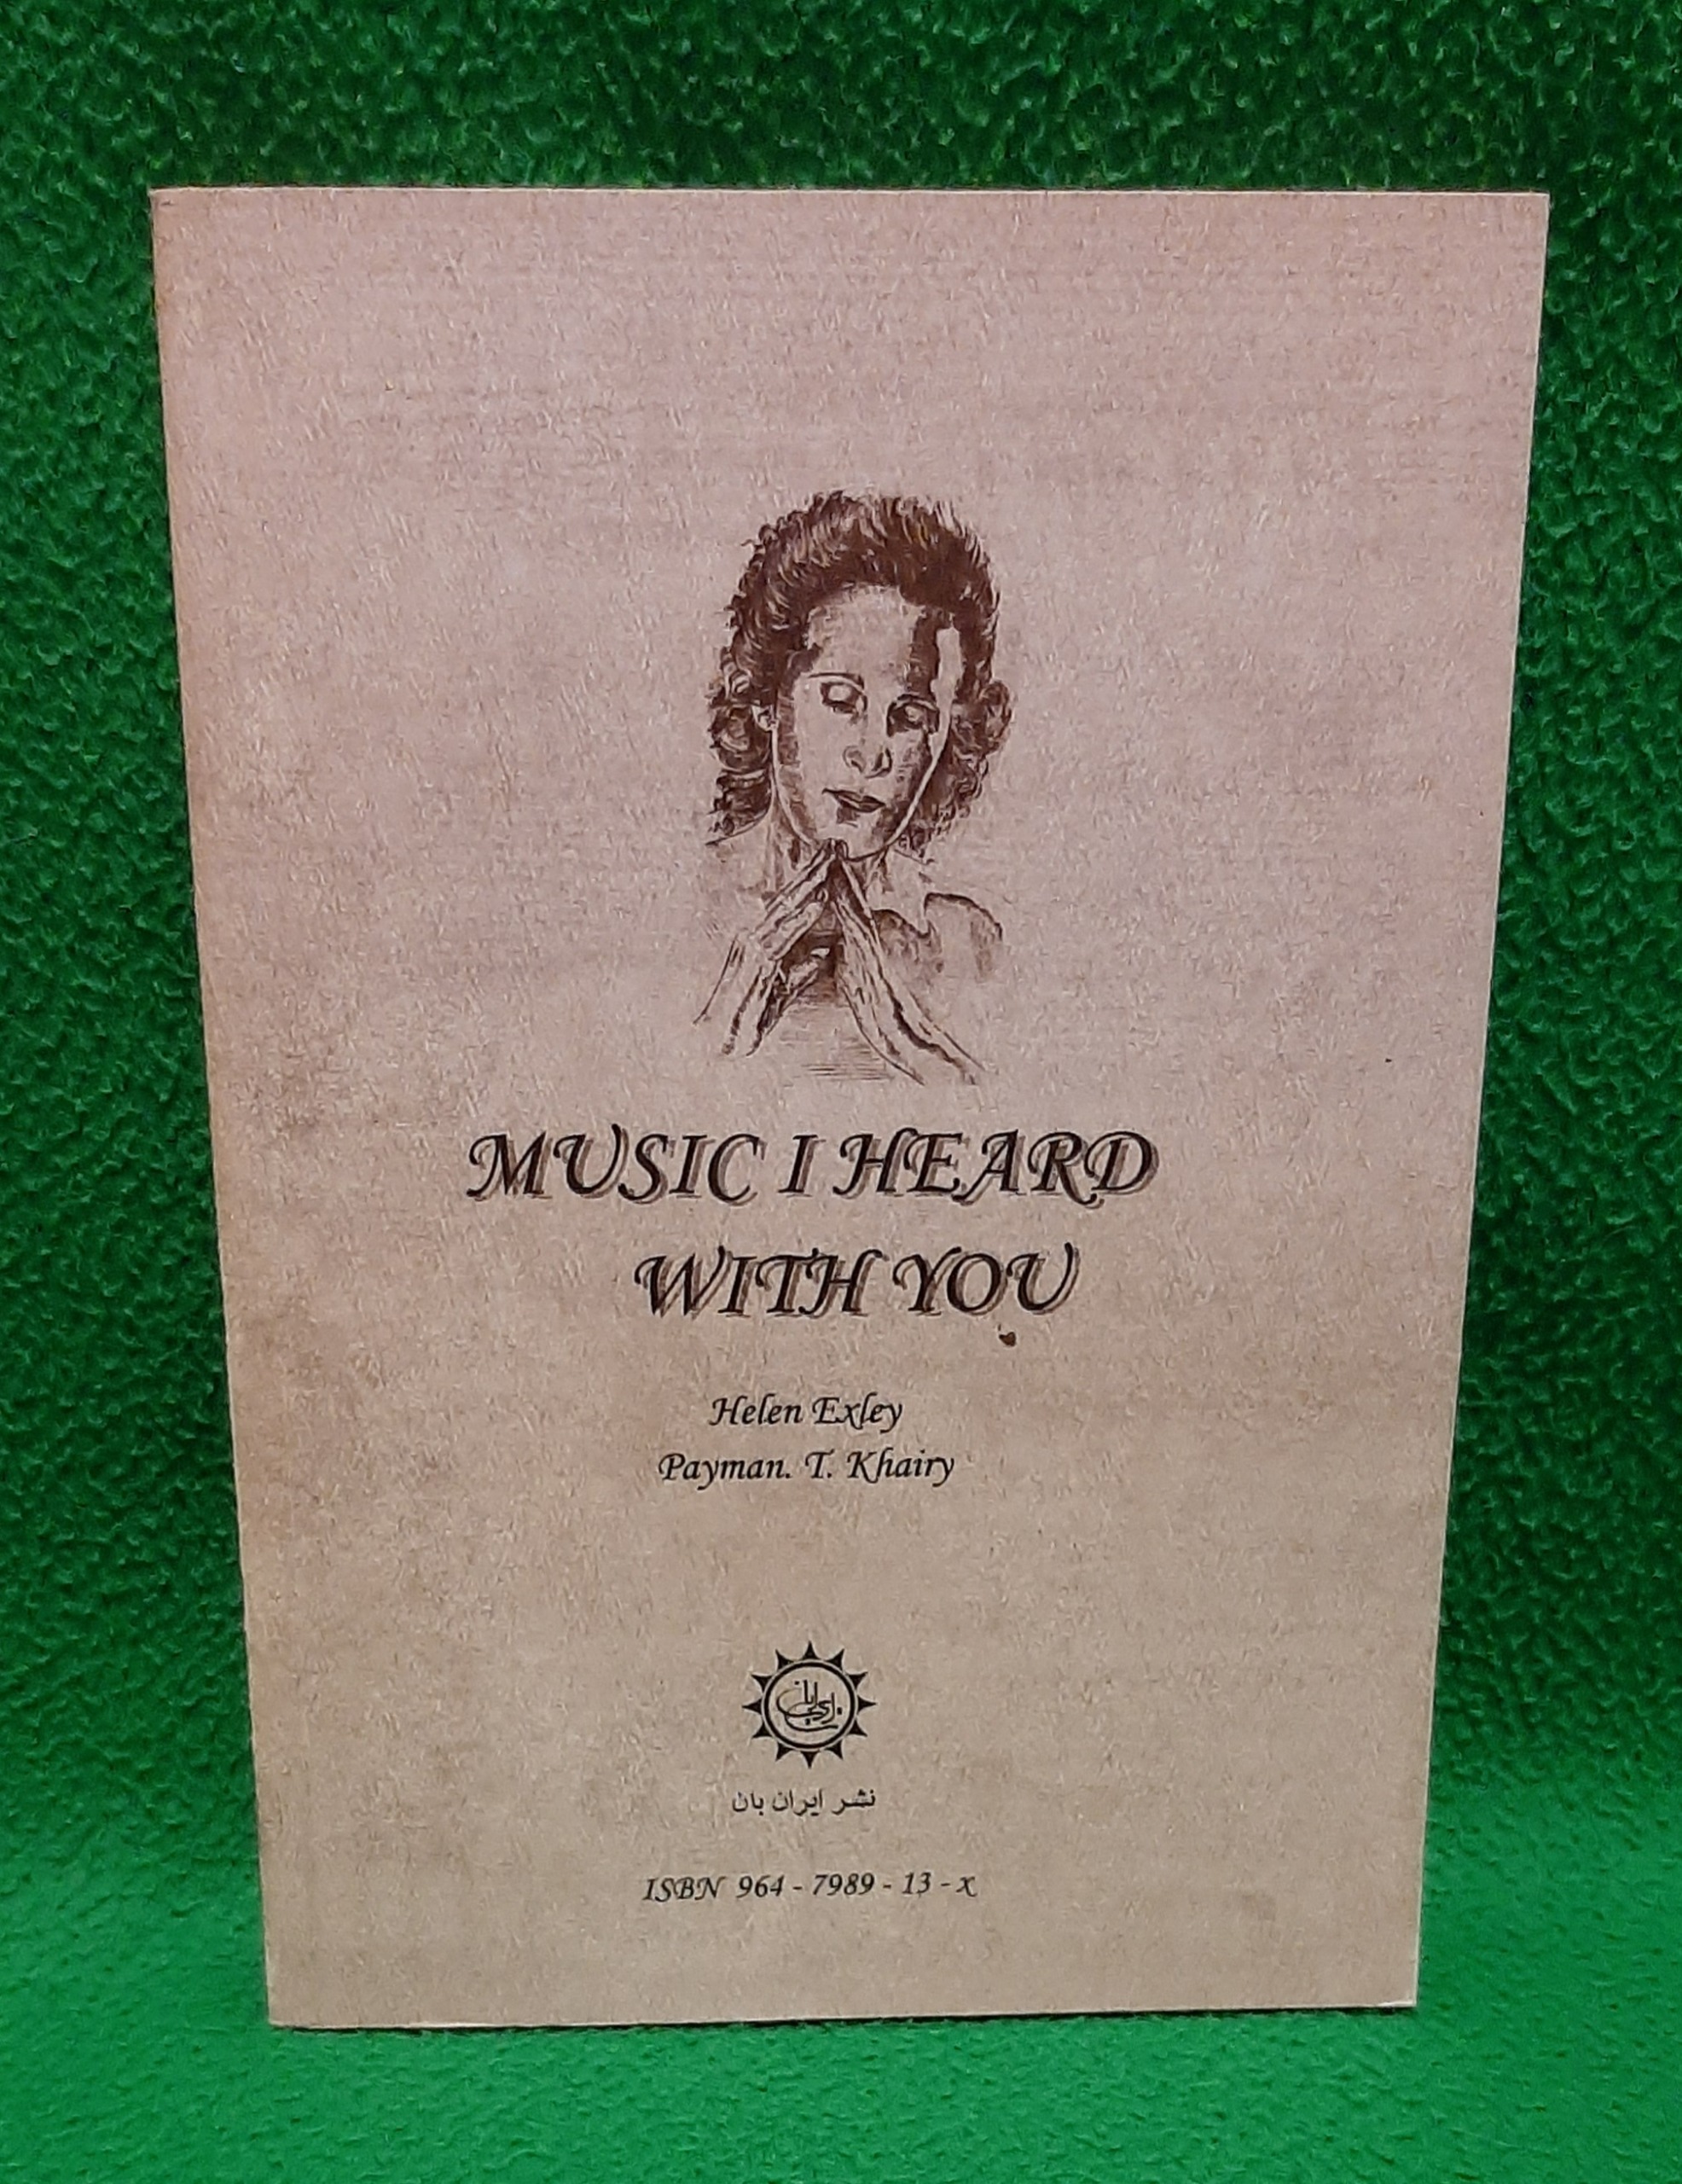 MUSIC I HEARD
WITH YOU
Helen Exley
Payman. T. Khairy
نشر ایران بان
ISBN 964 - 7989 - 13 - x